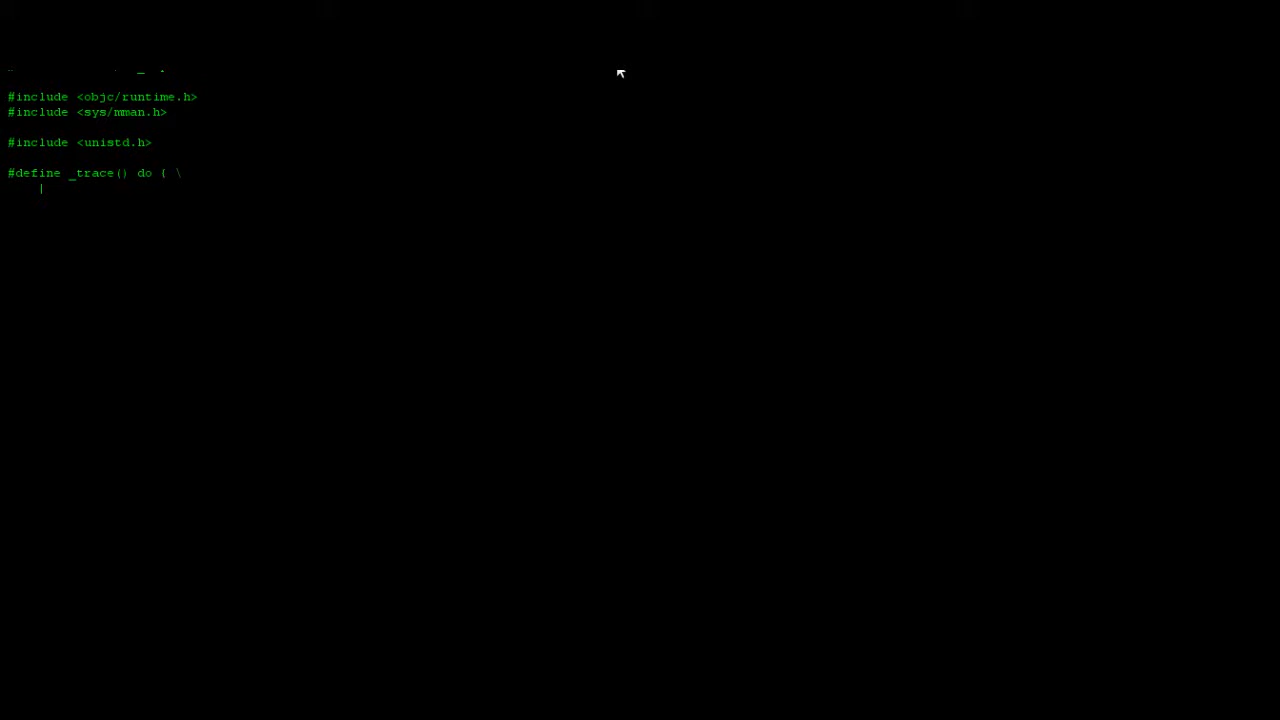 #include <objc/runtime.h>
#include <sys/mman.h>
#include <unistd.h>
#define _trace() do { \